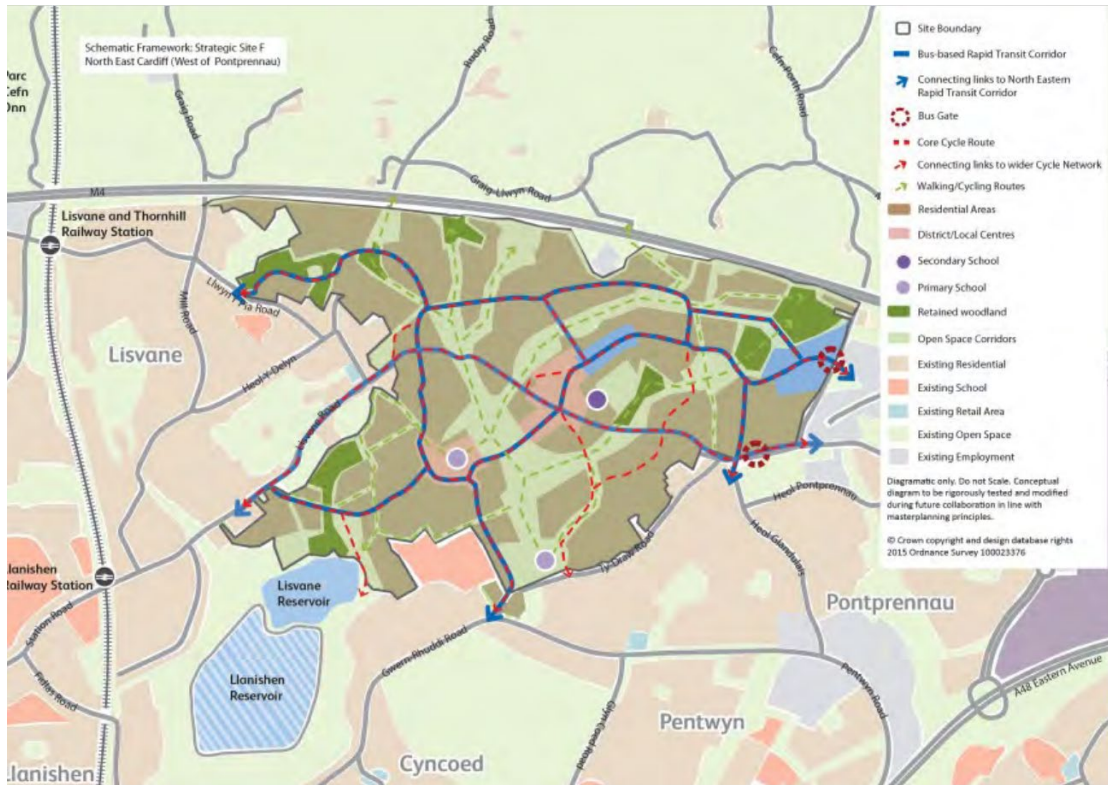 Schematic Framework: Strategic Site F
North East Cardiff (West of Pontprennau)
Parc
Cefn
Onn
Graig Road
Rudry Road
Cefn-Porth Road
M4
Graig-Llwyn Road
Lisvane and Thornhill
Railway Station
Mill Road
Lisvane
Heol-Y-Delyn
Lisvane Road
Llanishen
Railway Station
Station Road
Fidlas Road
Lisvane
Reservoir
Llanishen
Reservoir
Llanishen
Gwern-Rhuddi Road
Cyncoed
Glyn Coed Road
Ty-Draw Road
Heol Glandulais
Heol Pontprennau
Pontprennau
Pentwyn
Pentwyn Road
A48 Eastern Avenue
Site Boundary
Bus-based Rapid Transit Corridor
Connecting links to North Eastern
Rapid Transit Corridor
Bus Gate
Core Cycle Route
Connecting links to wider Cycle Network
Walking/Cycling Routes
Residential Areas
District/Local Centres
Secondary School
Primary School
Retained woodland
Open Space Corridors
Existing Residential
Existing School
Existing Retail Area
Existing Open Space
Existing Employment
Diagramatic only. Do not Scale. Conceptual
diagram to be rigorously tested and modified
during future collaboration in line with
masterplanning principles.
© Crown copyright and design database rights
2015 Ordnance Survey 100023376